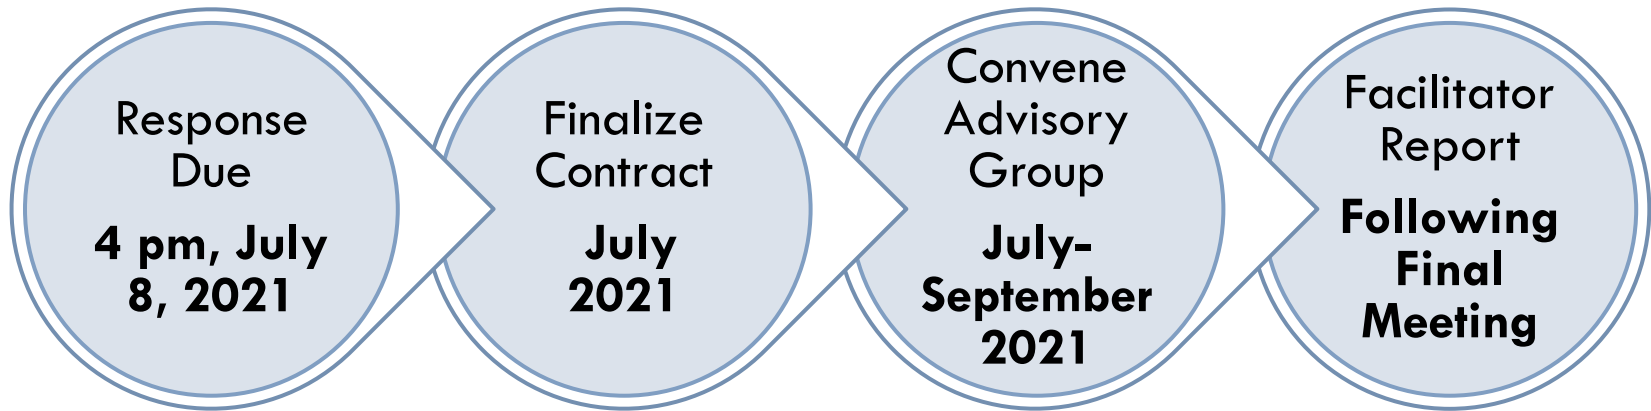 Response
Due
4 pm, July
8, 2021
Finalize
Contract
July
2021
Convene
Advisory
Group
July-
September
2021
Facilitator
Report
Following
Final
Meeting